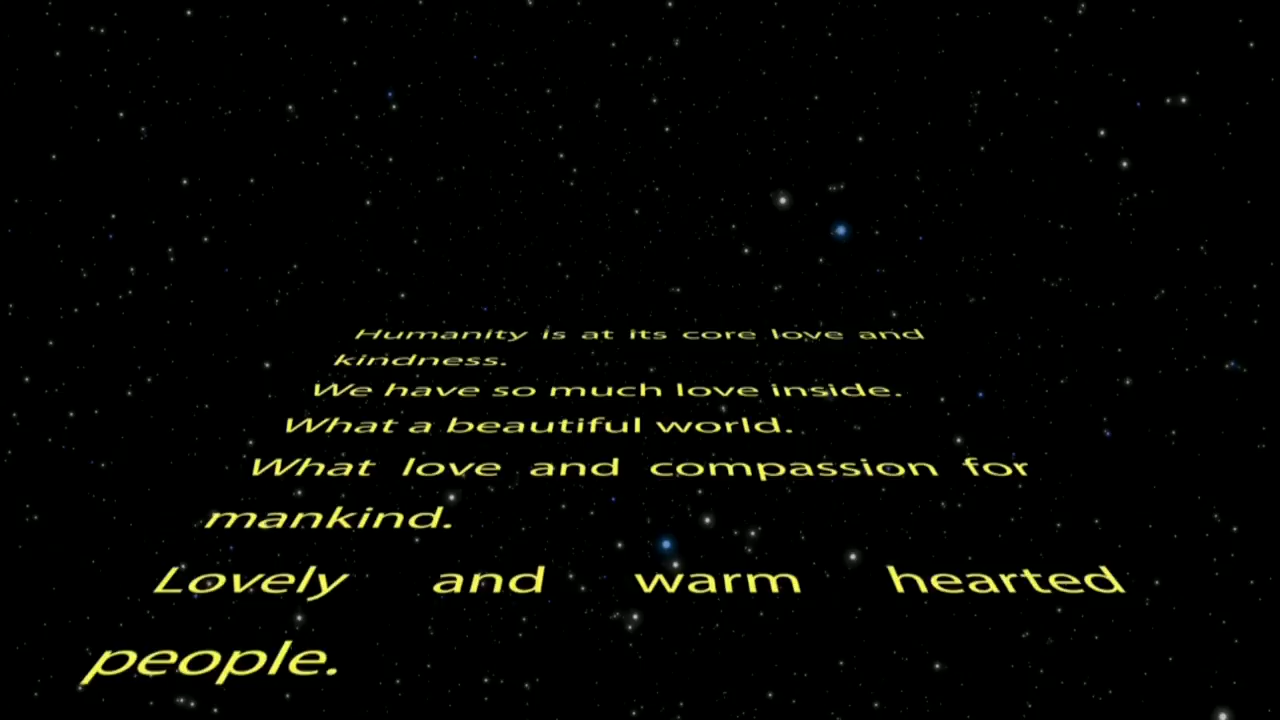 Humanity is at its core love and
kindness.
We have so much love inside.
What a beautiful world.
What love and compassion for
mankind.
Lovely and warm hearted
people.